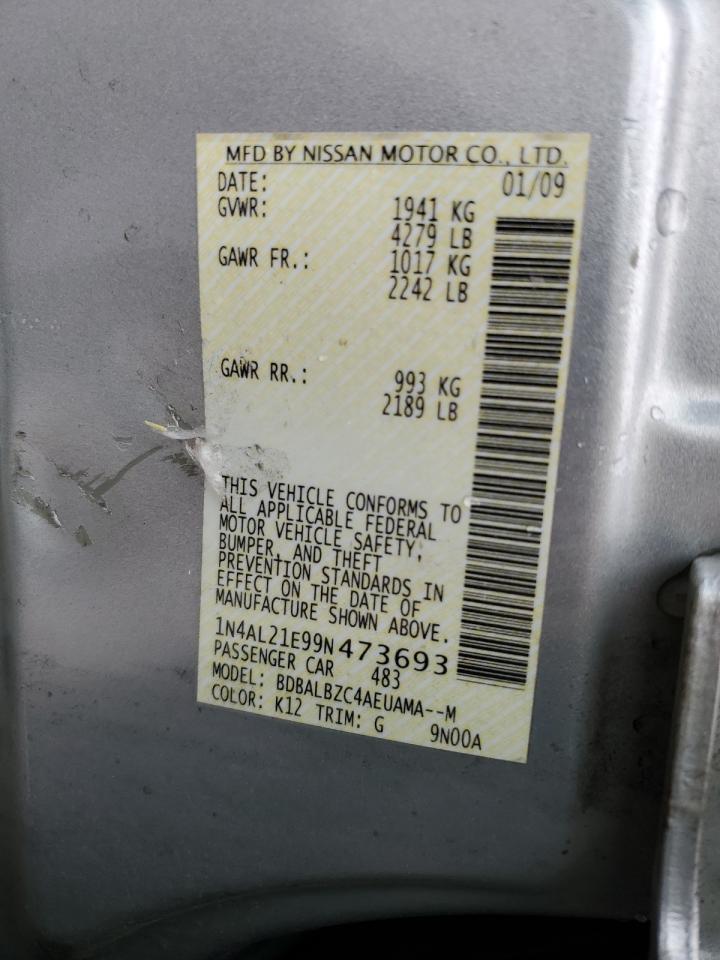 MFD BY NISSAN MOTOR CO., LTD.
DATE: 01/09
GVWR: 1941 KG
4279 LB
GAWR FR.: 1017 KG
2242 LB
GAWR RR.: 993 KG
2189 LB
THIS VEHICLE CONFORMS TO
ALL APPLICABLE FEDERAL
MOTOR VEHICLE SAFETY,
BUMPER, AND THEFT
PREVENTION STANDARDS IN
EFFECT ON THE DATE OF
MANUFACTURE SHOWN ABOVE.
1N4AL21E99N473693
PASSENGER CAR 483
MODEL: BDBALBZC4AEUAMA--M
COLOR: K12 TRIM: G 9N00A